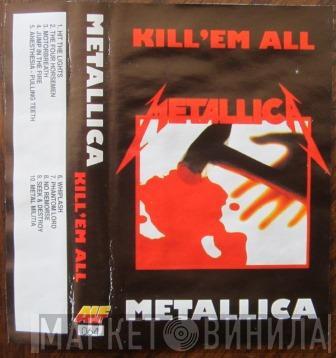 1. HIT THE LIGHTS
2. THE FOUR HORSEMEN
3. MOTORBREATH
4. JUMP IN THE FIRE
5. ANESTHESIA - PULLING TEETH
6. WHIPLASH
7. PHANTOM LORD
8. NO REMORSE
9. SEEK & DESTROY
10. METAL MILITIA
METALLICA
KILL'EM ALL
KILL'EM ALL
METALLICA
METALLICA
МАРКЕТ ВИНИЛА